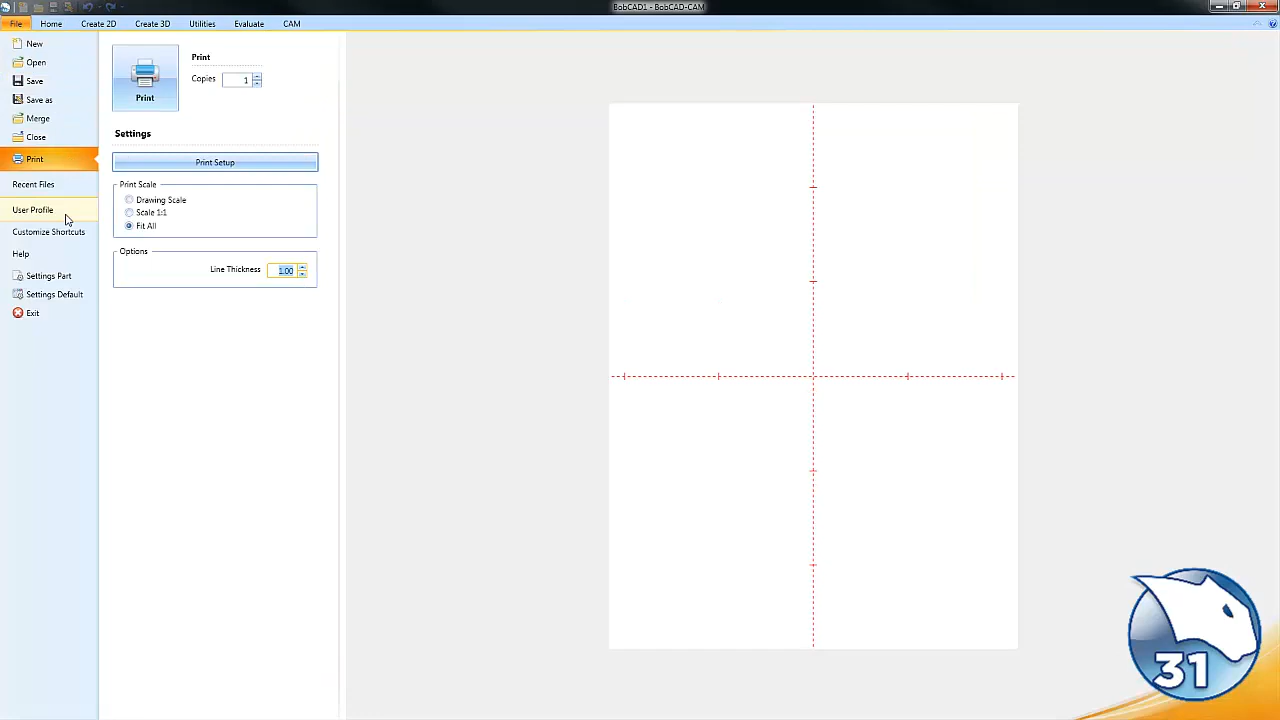 BobCAD1 - BobCAD-CAM
File Home Create 2D Create 3D Utilities Evaluate CAM
New
Open
Save
Save as
Merge
Close
Print
Recent Files
User Profile
Customize Shortcuts
Help
Settings Part
Settings Default
Exit
Print
Print
Copies 1
Settings
Print Setup
Print Scale
Drawing Scale
Scale 1:1
Fit All
Options
Line Thickness 1.00
31